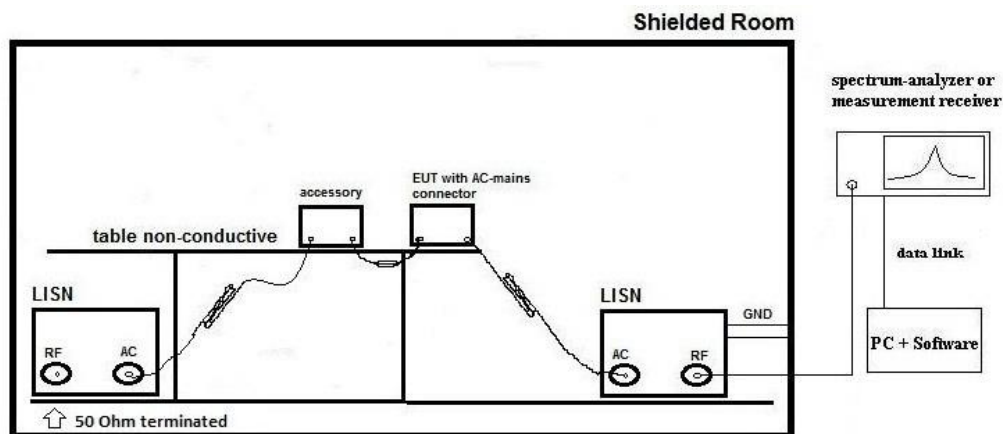 Shielded Room
spectrum-analyzer or
measurement receiver
EUT with AC-mains
connector
accessory
table non-conductive
data link
LISN
LISN
GND
RF
AC
AC
RF
PC + Software
50 Ohm terminated